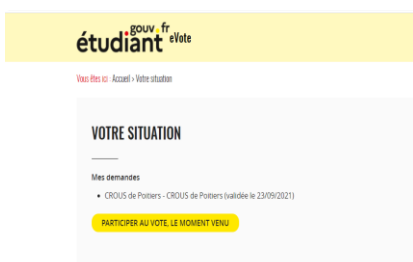 étudiant.gouv.fr eVote
Vous êtes ici : Accueil > Votre situation
VOTRE SITUATION
Mes demandes
• CROUS de Poitiers - CROUS de Poitiers (validée le 23/09/2021)
PARTICIPER AU VOTE, LE MOMENT VENU